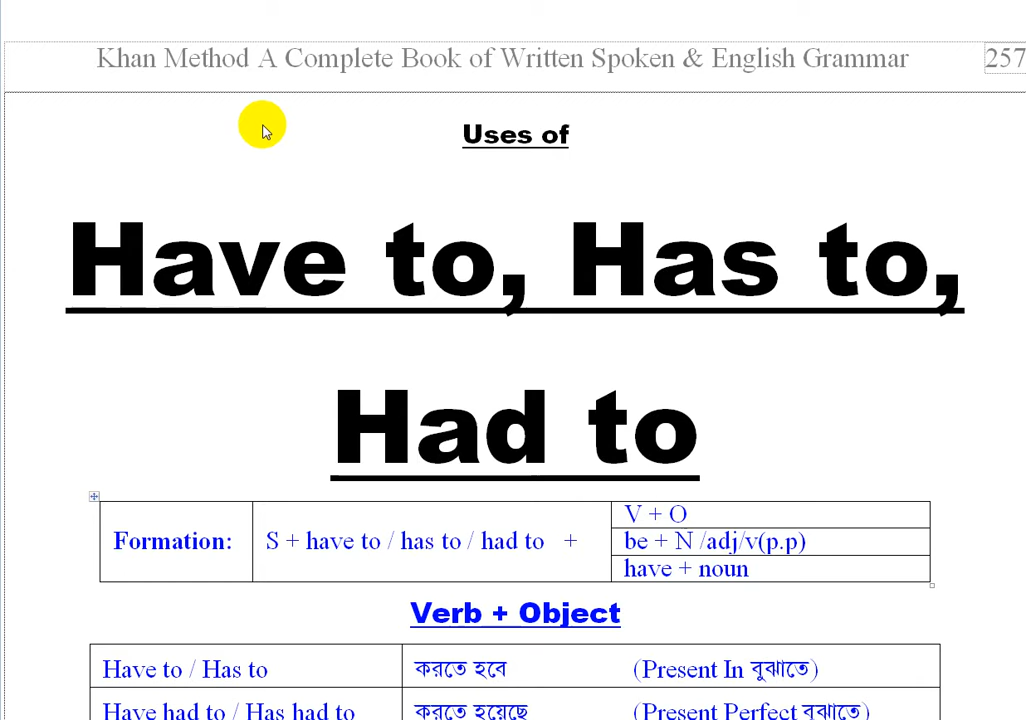 Khan Method A Complete Book of Written Spoken & English Grammar 257
Uses of
Have to, Has to,
Had to
Formation: S + have to / has to / had to + 
V + O
be + N /adj/v(p.p)
have + noun
Verb + Object
Have to / Has to করতে হবে (Present In বুঝাতে)
Have had to / Has had to করতে হয়েছে (Present Perfect বুঝাতে)